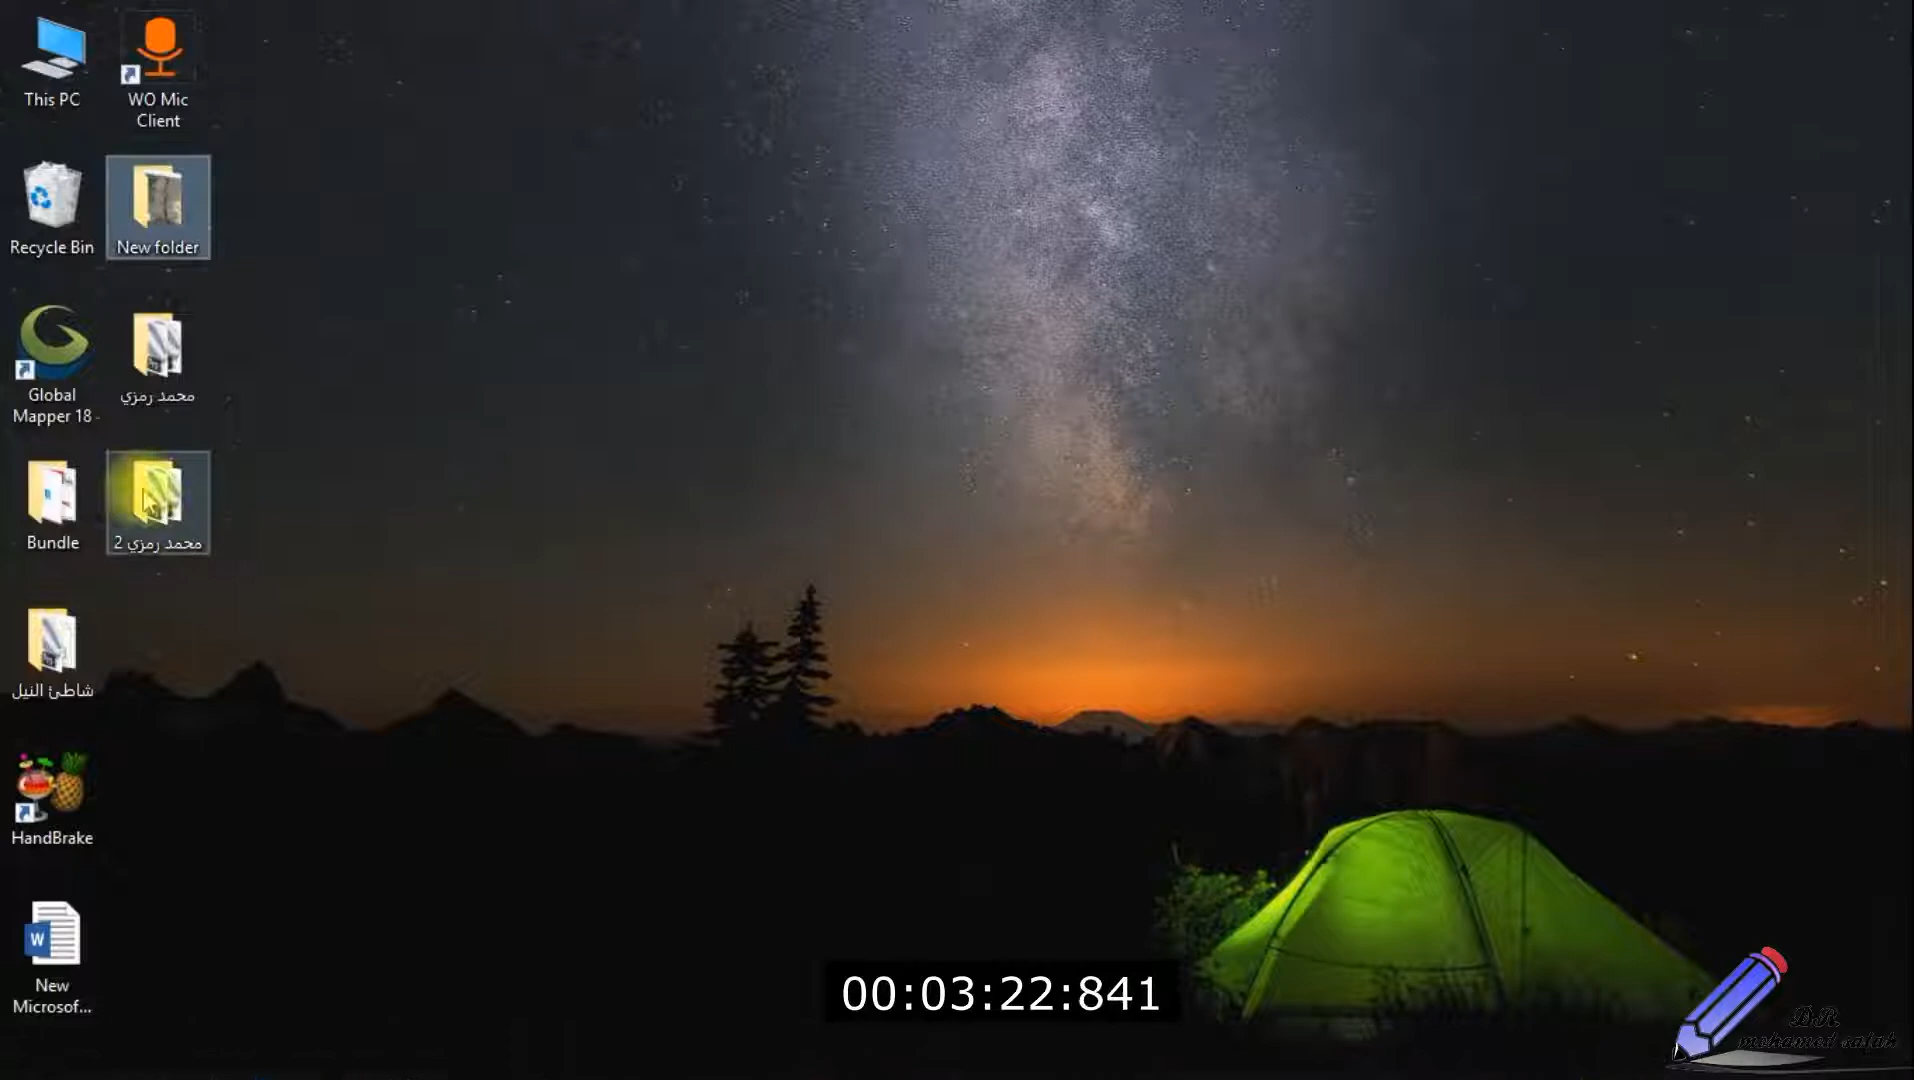 This PC
WO Mic
Client
Recycle Bin
New folder
Global
Mapper 18 -
محمد رمزي
Bundle
محمد رمزي 2
شاطئ النيل
HandBrake
W
New
Microsof...
00:03:22:841
DR.
mohamed salah